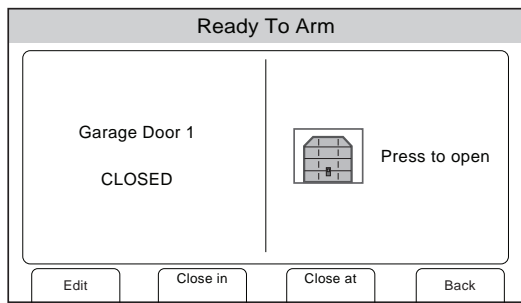 Ready To Arm
Garage Door 1
CLOSED
Press to open
Edit
Close in
Close at
Back